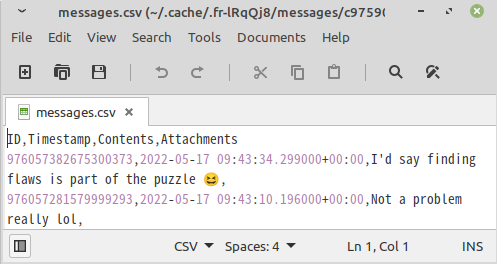 messages.csv (~/.cache/.fr-lRqQj8/messages/c9759
File Edit View Search Tools Documents Help
messages.csv
ID,Timestamp,Contents,Attachments
976057382675300373,2022-05-17 09:43:34.299000+00:00,I'd say finding
flaws is part of the puzzle 😆,
976057281579999293,2022-05-17 09:43:10.196000+00:00,Not a problem
really lol,
CSV Spaces: 4 Ln 1, Col 1 INS